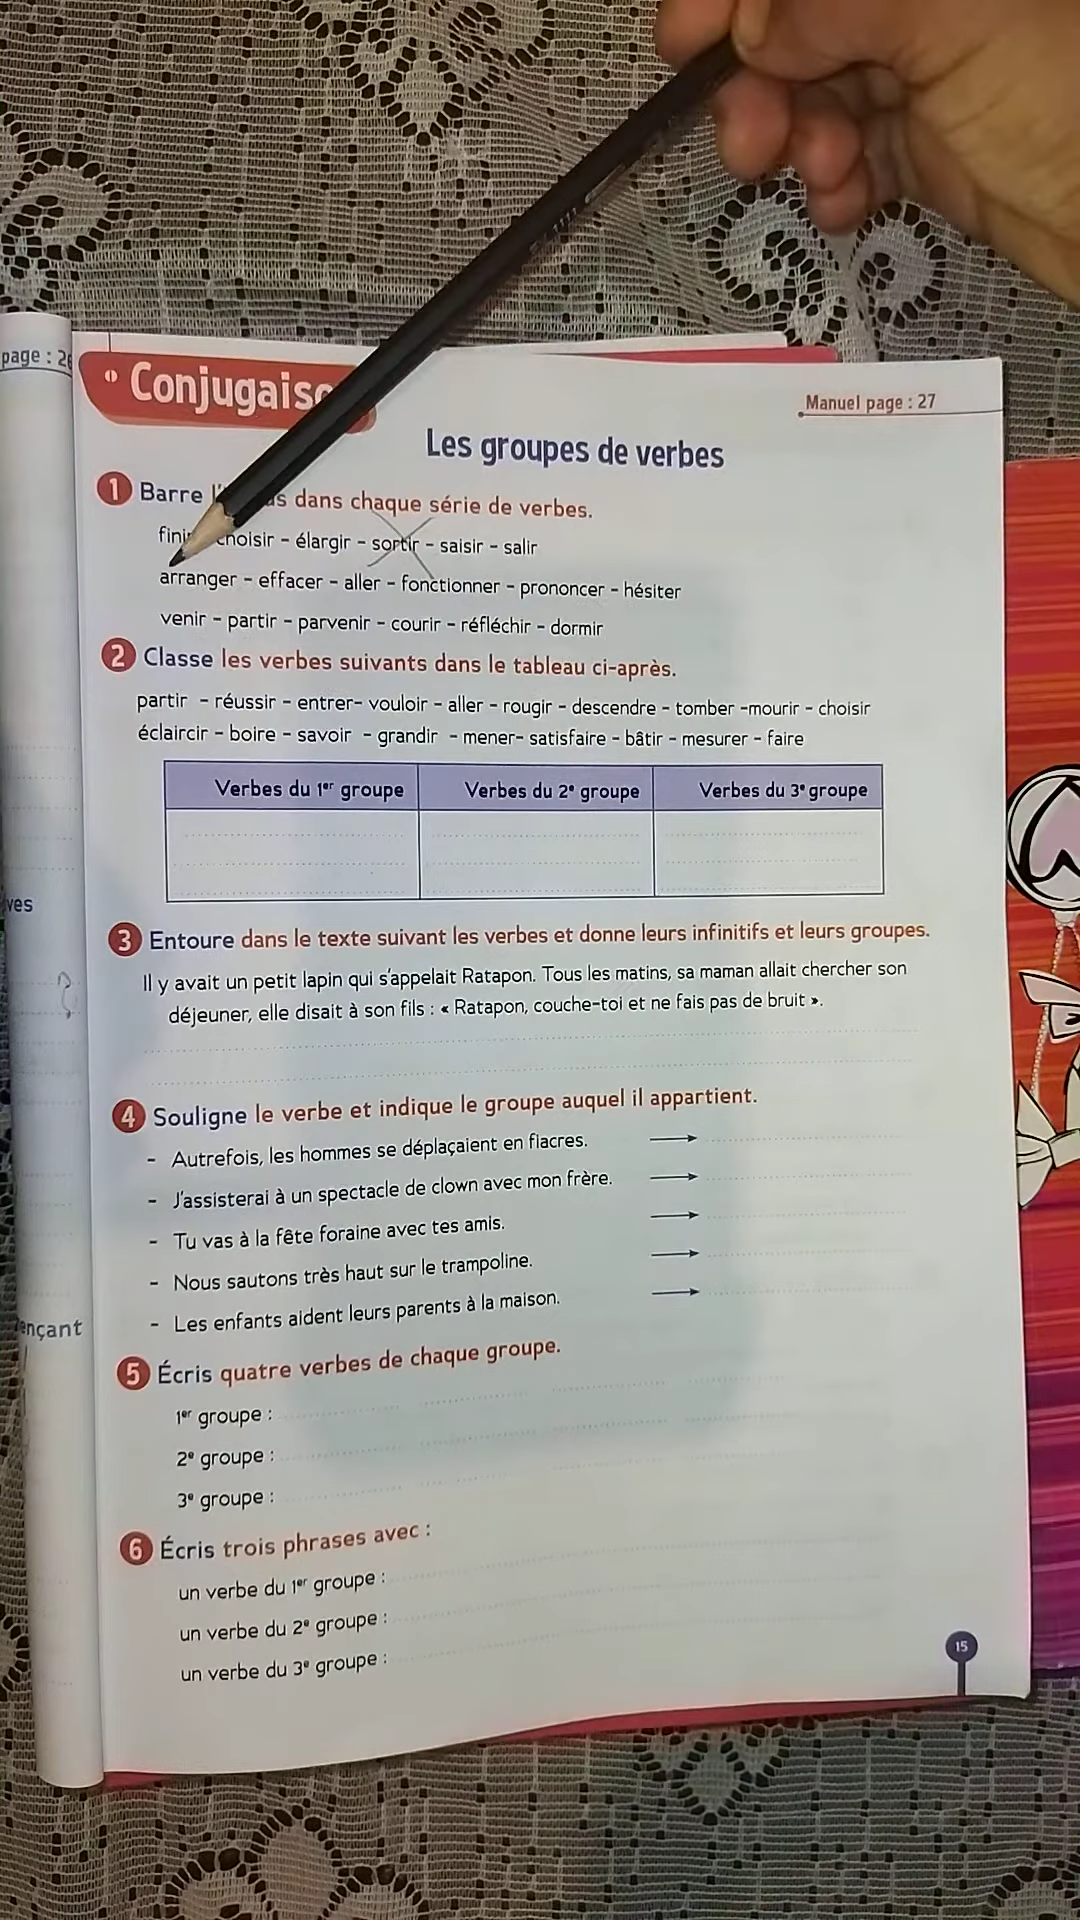 page : 2
Conjugais
Manuel page : 27
Les groupes de verbes
1 Barre dans chaque série de verbes.
choisir - élargir - sortir - saisir - salir
arranger - effacer - aller - fonctionner - prononcer - hésiter
venir - partir - parvenir - courir - réfléchir - dormir
2 Classe les verbes suivants dans le tableau ci-après.
partir - réussir - entrer- vouloir - aller - rougir - descendre - tomber -mourir - choisir
éclaircir - boire - savoir - grandir - mener- satisfaire - bâtir - mesurer - faire
Verbes du 1er groupe Verbes du 2e groupe Verbes du 3e groupe
ves
3 Entoure dans le texte suivant les verbes et donne leurs infinitifs et leurs groupes.
Il y avait un petit lapin qui s'appelait Ratapon. Tous les matins, sa maman allait chercher son
déjeuner, elle disait à son fils : « Ratapon, couche-toi et ne fais pas de bruit ».
4 Souligne le verbe et indique le groupe auquel il appartient.
- Autrefois, les hommes se déplaçaient en fiacres.
- J'assisterai à un spectacle de clown avec mon frère.
- Tu vas à la fête foraine avec tes amis.
- Nous sautons très haut sur le trampoline.
- Les enfants aident leurs parents à la maison.
ençant
5 Écris quatre verbes de chaque groupe.
1er groupe :
2e groupe :
3e groupe :
6 Écris trois phrases avec :
un verbe du 1er groupe :
un verbe du 2e groupe :
un verbe du 3e groupe :
15